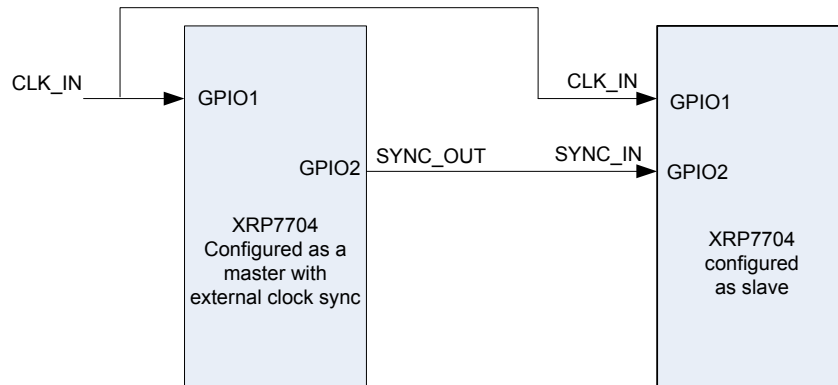 CLK_IN
GPIO1
GPIO2
XRP7704
Configured as a
master with
external clock sync
SYNC_OUT
CLK_IN
SYNC_IN
GPIO1
GPIO2
XRP7704
configured
as slave